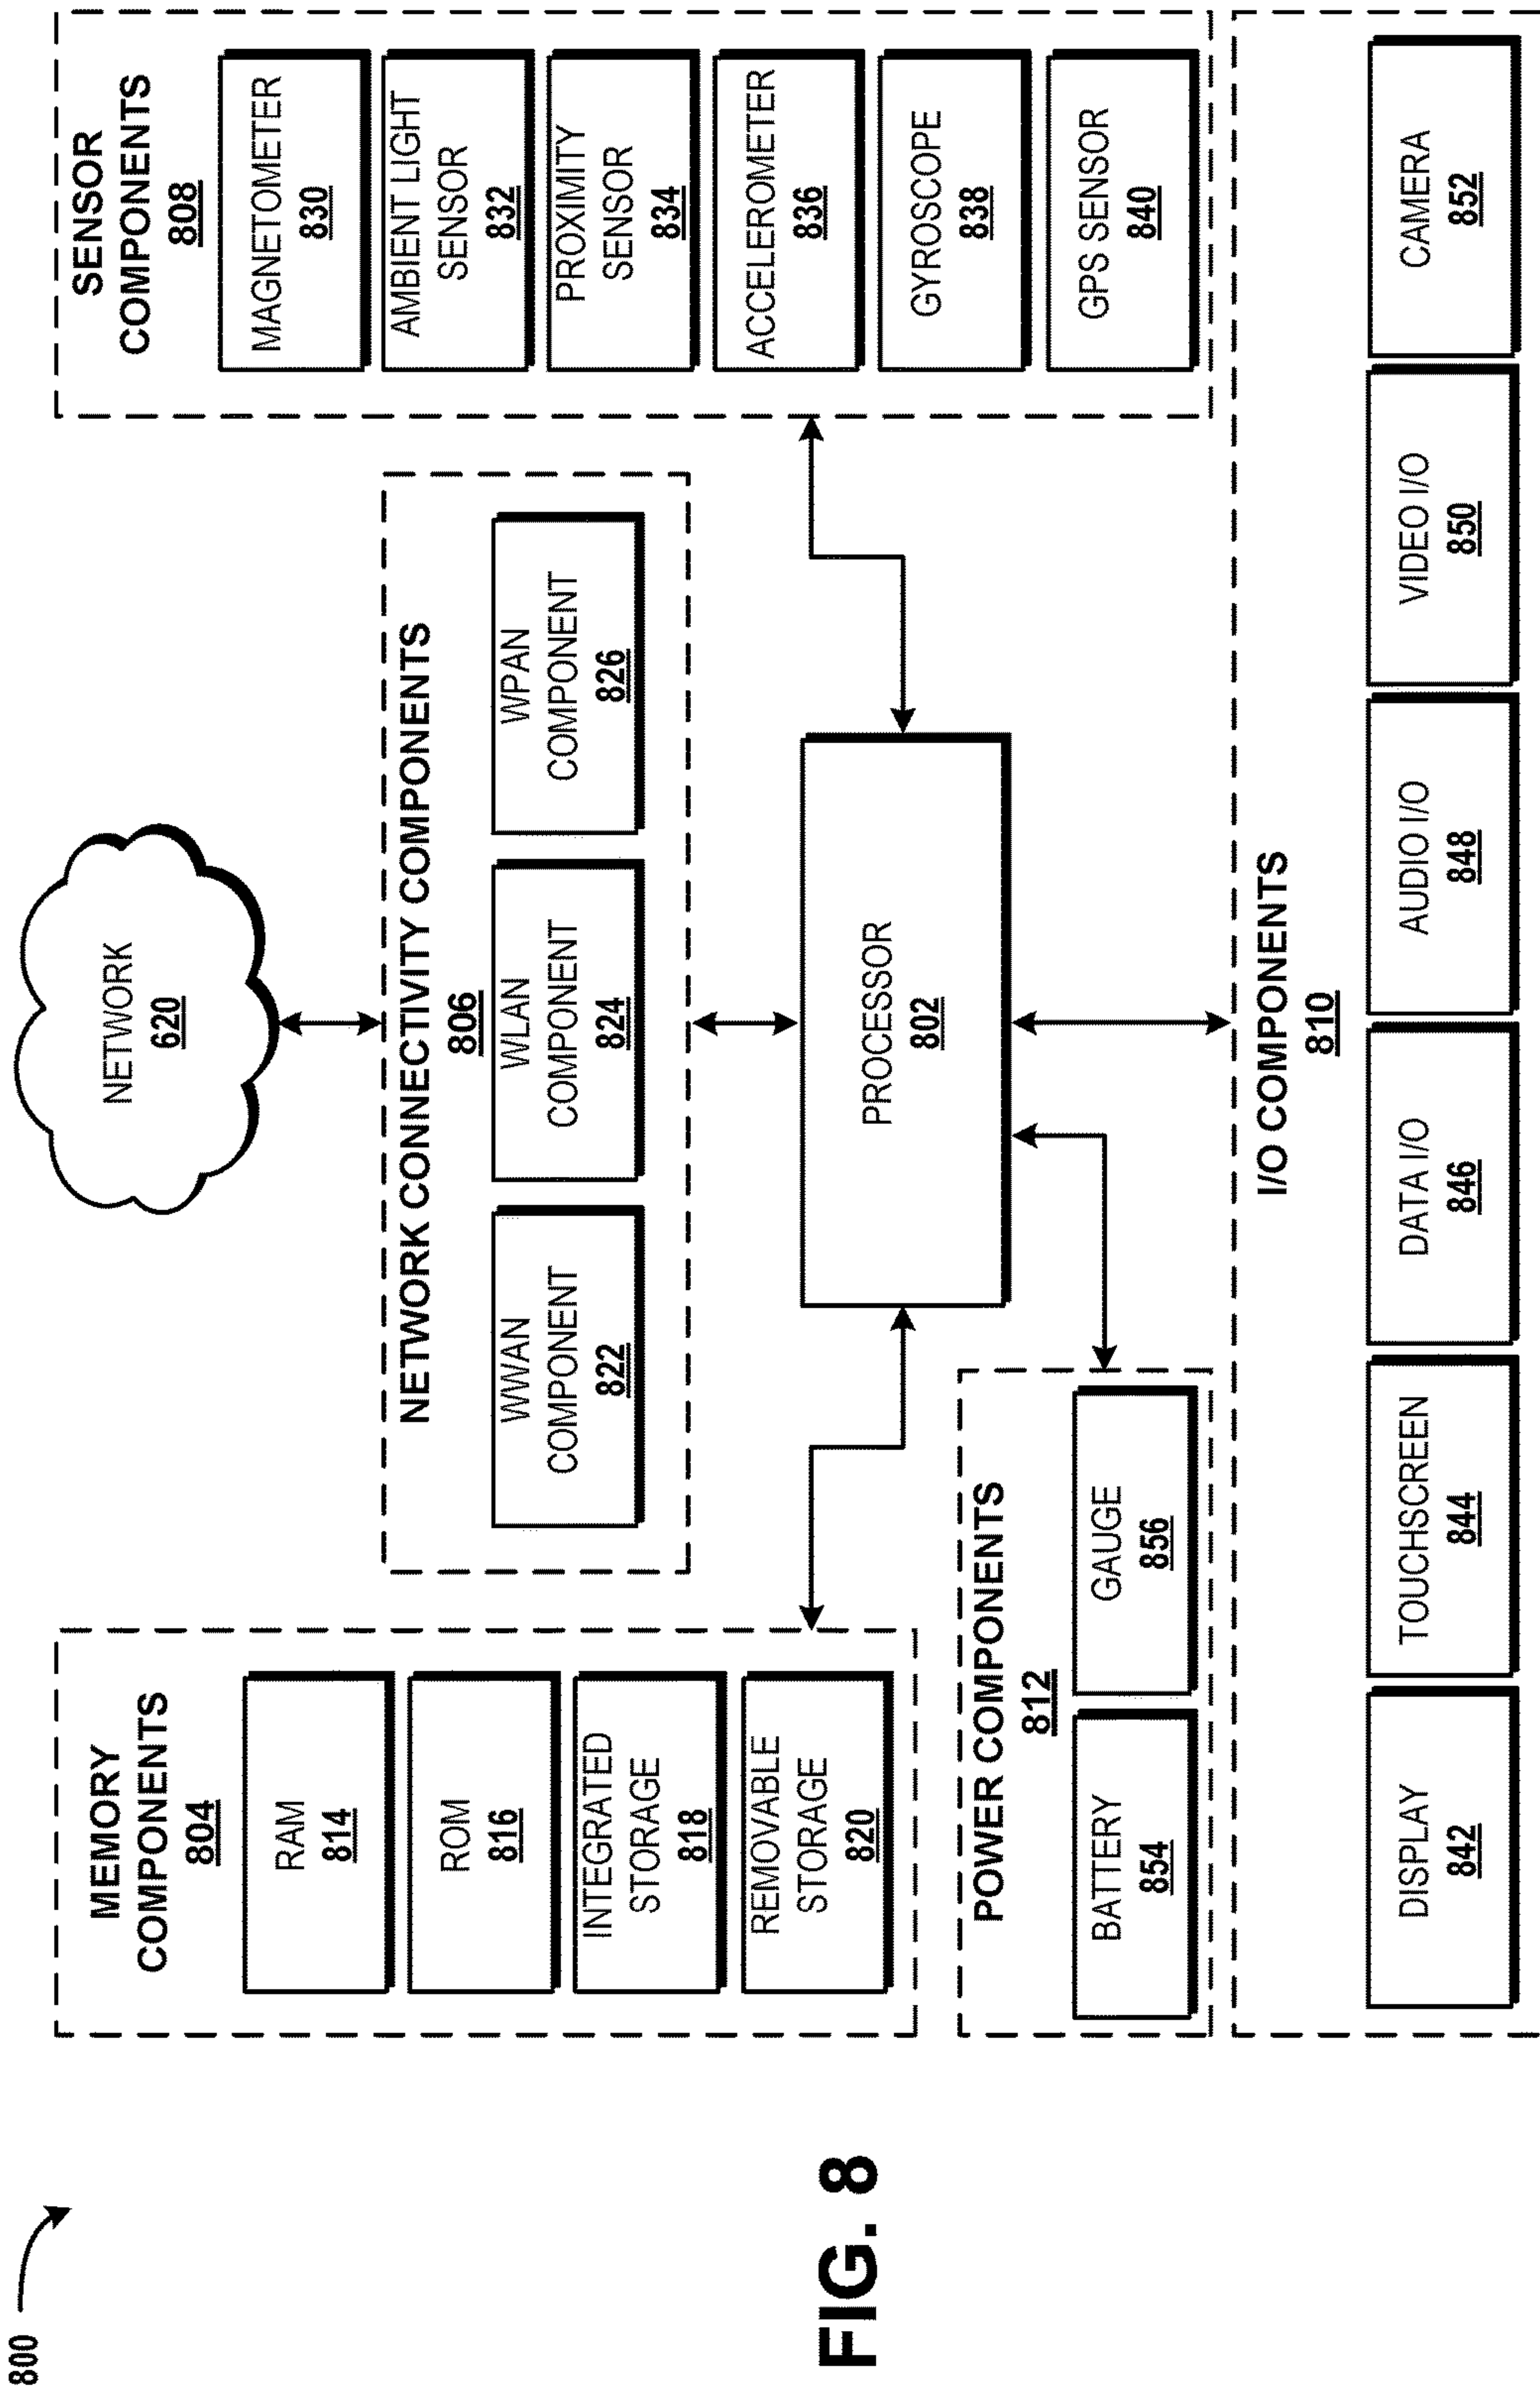 800
NETWORK
620
MEMORY
COMPONENTS
804
RAM
814
ROM
816
INTEGRATED
STORAGE
818
REMOVABLE
STORAGE
820
NETWORK CONNECTIVITY COMPONENTS
806
WWAN
COMPONENT
822
WLAN
COMPONENT
824
WPAN
COMPONENT
826
SENSOR
COMPONENTS
808
MAGNETOMETER
830
AMBIENT LIGHT
SENSOR
832
PROXIMITY
SENSOR
834
ACCELEROMETER
836
GYROSCOPE
838
GPS SENSOR
840
PROCESSOR
802
POWER COMPONENTS
812
BATTERY
854
GAUGE
856
I/O COMPONENTS
810
DISPLAY
842
TOUCHSCREEN
844
DATA I/O
846
AUDIO I/O
848
VIDEO I/O
850
CAMERA
852
FIG. 8